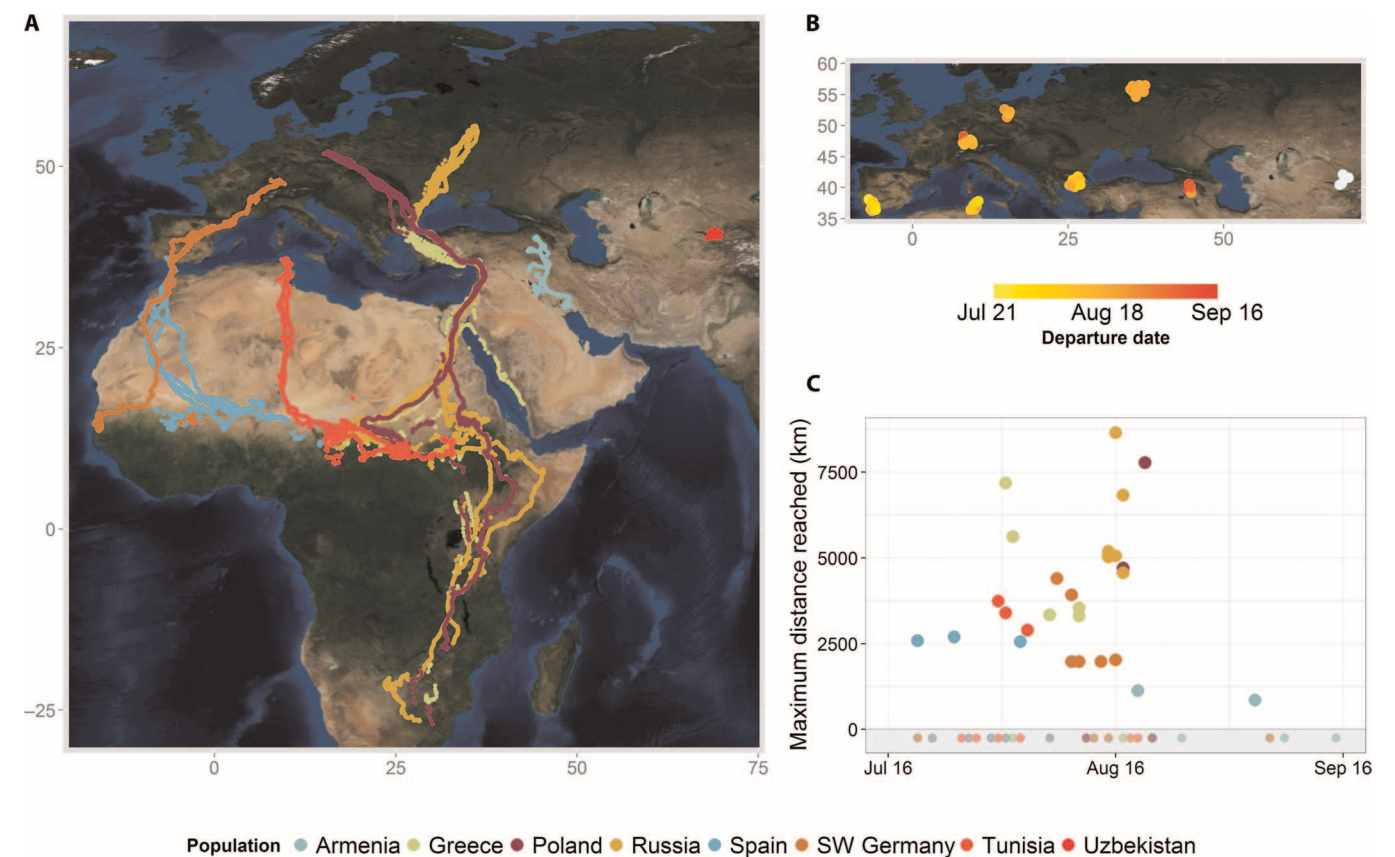 A
50
25
0
−25
0
25
50
75
B
60
55
50
45
40
35
0
25
50
Jul 21
Aug 18
Sep 16
Departure date
C
Maximum distance reached (km)
7500
5000
2500
0
Jul 16
Aug 16
Sep 16
Population Armenia Greece Poland Russia Spain SW Germany Tunisia Uzbekistan